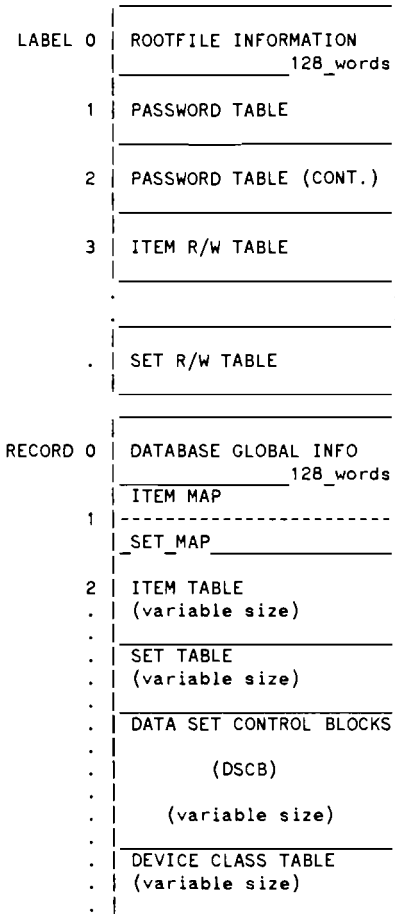 LABEL 0 ROOTFILE INFORMATION
128_words
1 PASSWORD TABLE
2 PASSWORD TABLE (CONT.)
3 ITEM R/W TABLE
.
.
. SET R/W TABLE
RECORD 0 DATABASE GLOBAL INFO
128_words
ITEM MAP
1 -------------------------
_SET_MAP
2 ITEM TABLE
. (variable size)
.
. SET TABLE
. (variable size)
.
. DATA SET CONTROL BLOCKS
.
. (DSCB)
.
. (variable size)
.
. DEVICE CLASS TABLE
. (variable size)
.